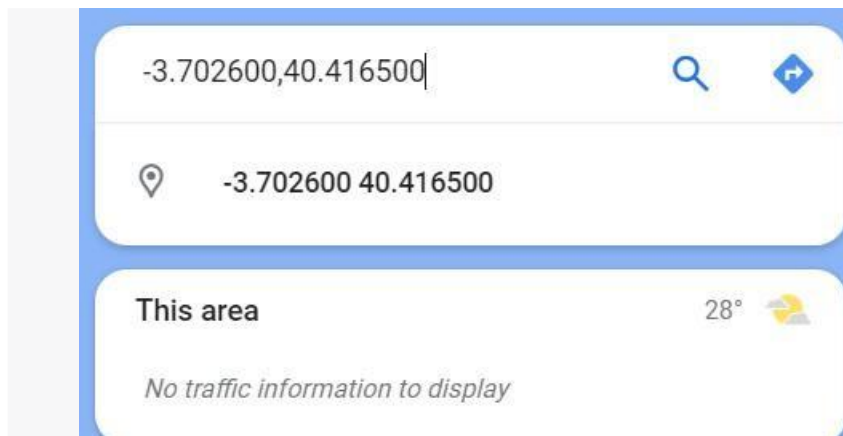 -3.702600,40.416500
-3.702600 40.416500
This area 28°
No traffic information to display